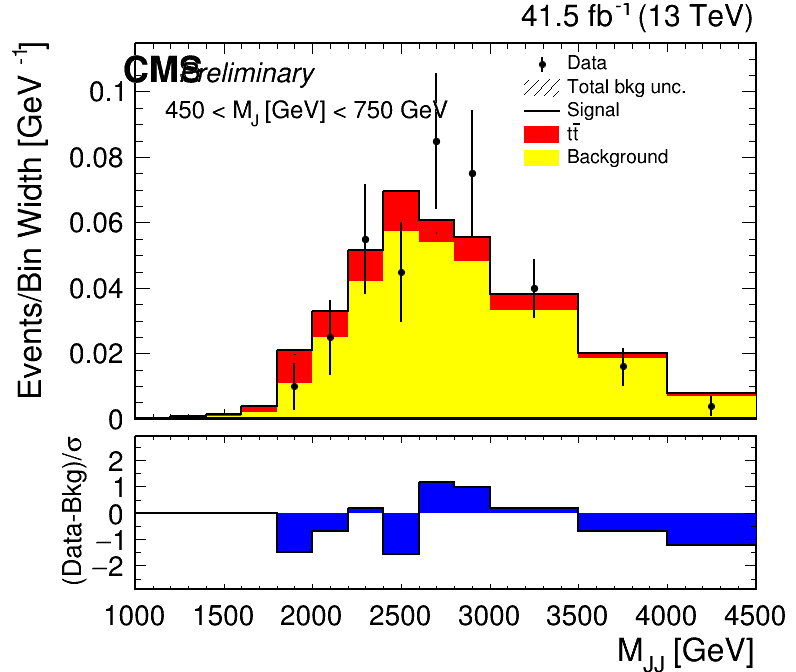 41.5 fb-1 (13 TeV)
CMS Preliminary
450 < MJ [GeV] < 750 GeV
Data
Total bkg unc.
Signal
tt̄
Background
Events/Bin Width [GeV-1]
0.1
0.08
0.06
0.04
0.02
0
(Data-Bkg)/σ
2
1
0
−1
−2
1000 1500 2000 2500 3000 3500 4000 4500
MJJ [GeV]